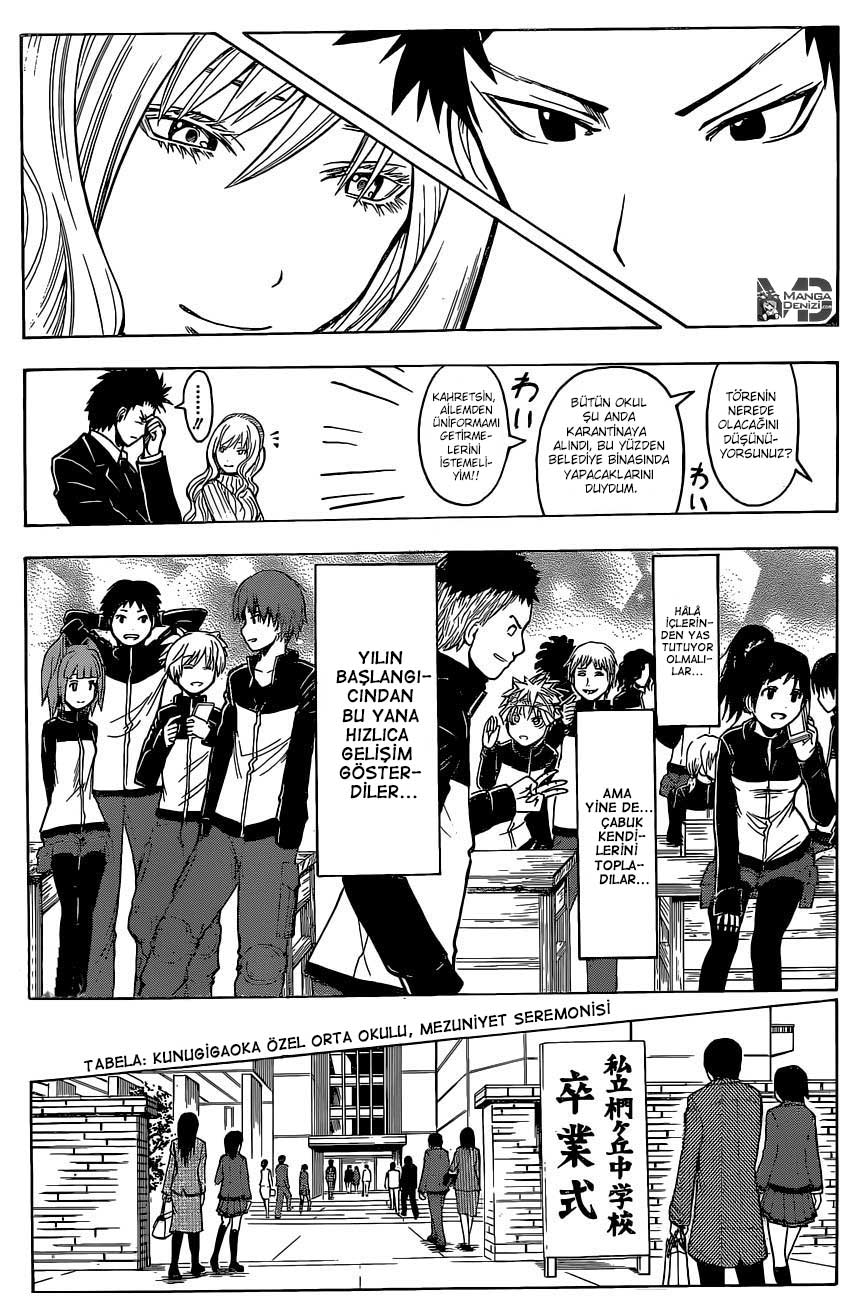 MANGA
DENİZİ
TÖRENİN
NEREDE
OLACAĞINI
DÜŞÜNÜ-
YORSUNUZ?
わい
BÜTÜN OKUL
ŞU ANDA
KARANTİNAYA
ALINDI, BU YÜZDEN
BELEDİYE BİNASINDA
YAPACAKLARINI
DUYDUM.
わい
KAHRETSİN,
AİLEMDEN
ÜNİFORMAMI
GETİRME-
LERİNİ
İSTEMELİ-
YİM!!
......!!
HÂLÂ
İÇLERİN-
DEN YAS
TUTUYOR
OLMALI-
LAR...
AMA
YİNE DE...
ÇABUK
KENDİ-
LERİNİ
TOPLA-
DILAR...
YILIN
BAŞLANGI-
CINDAN
BU YANA
HIZLICA
GELİŞİM
GÖSTER-
DİLER...
TABELA: KUNUGİGAOKA ÖZEL ORTA OKULU, MEZUNİYET SEREMONİSİ
私立椚ヶ丘中学校
卒業式